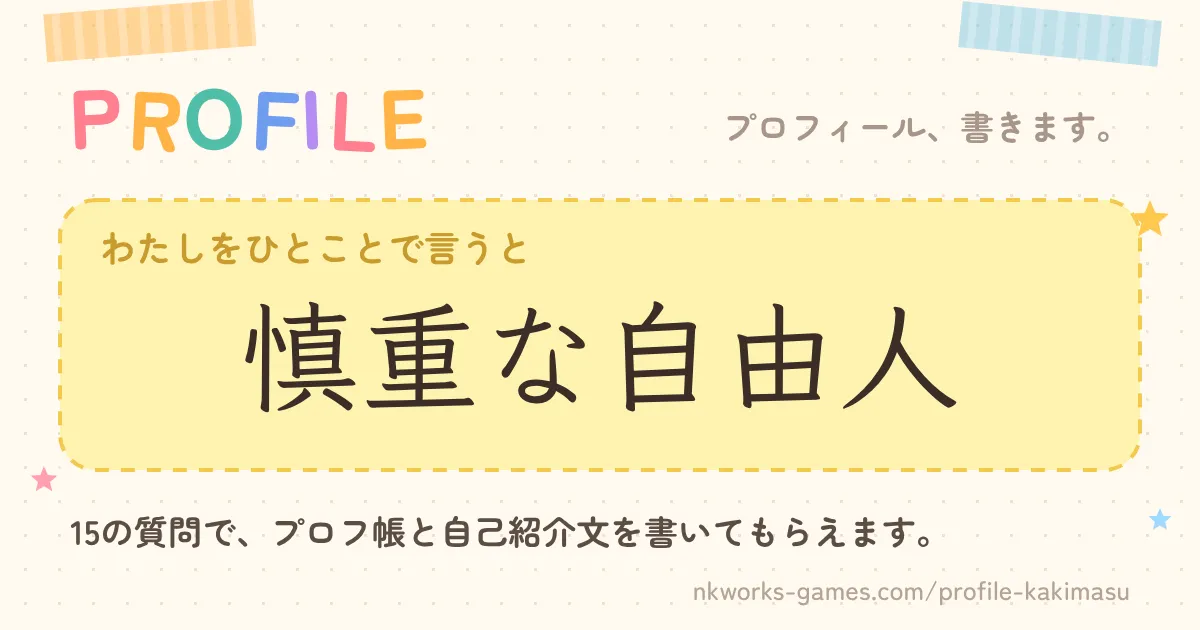 PROFILE
プロフィール、書きます。
わたしをひとことで言うと
慎重な自由人
15の質問で、プロフ帳と自己紹介文を書いてもらえます。
nkworks-games.com/profile-kakimasu